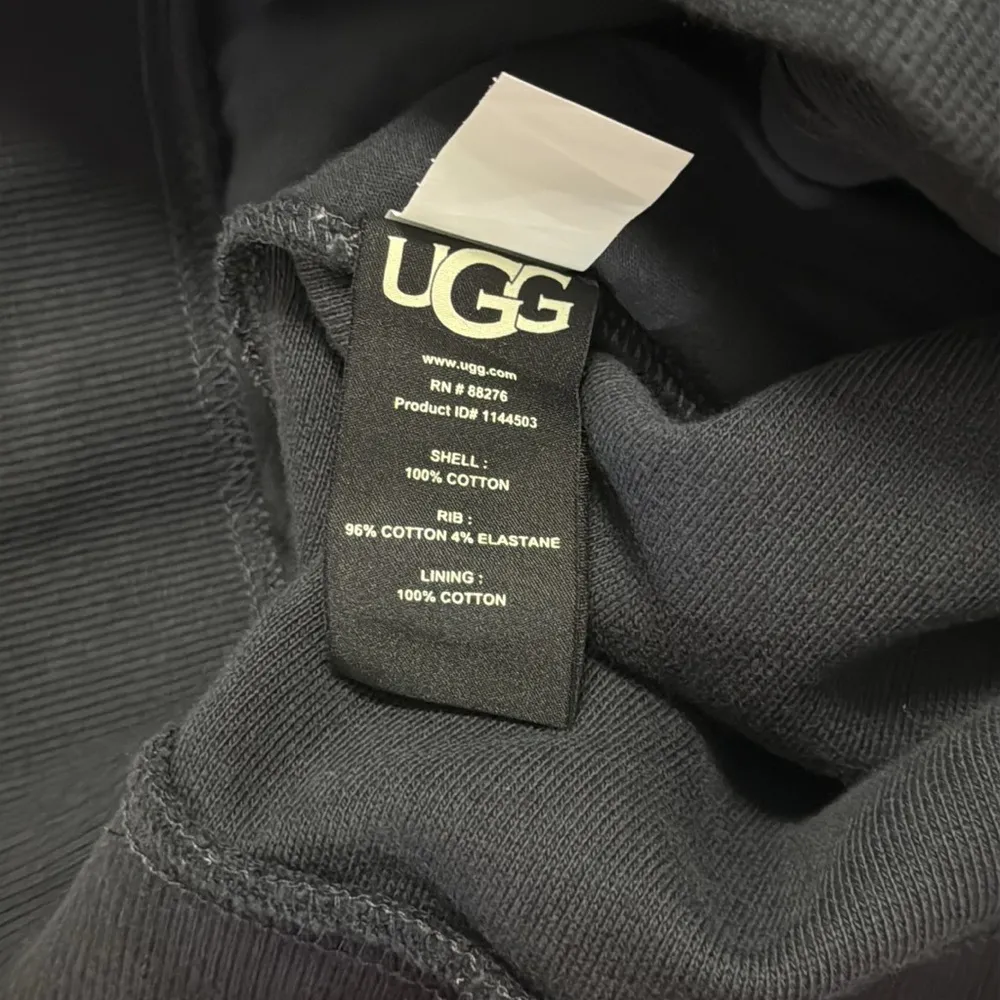 UGG
www.ugg.com
RN # 88276
Product ID# 1144503
SHELL :
100% COTTON
RIB :
96% COTTON 4% ELASTANE
LINING :
100% COTTON